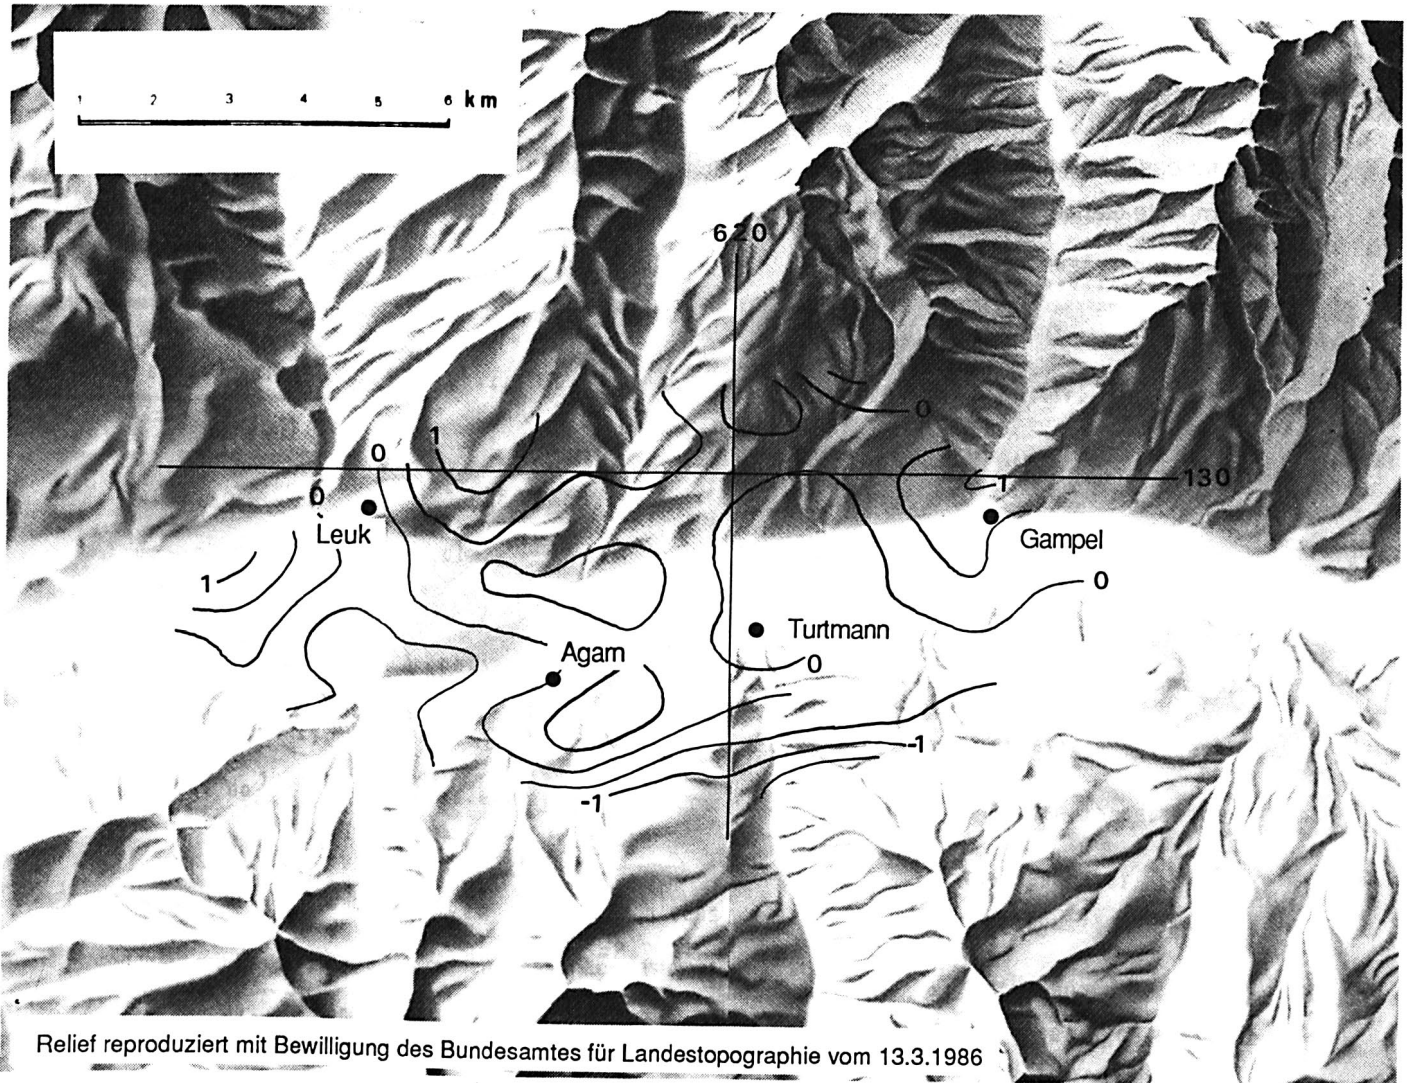 1 2 3 4 5 6 km
620
0
1
0
130
0
1
Leuk
Gampel
1
0
Turtmann
Agarn
0
-1
-1
Relief reproduziert mit Bewilligung des Bundesamtes für Landestopographie vom 13.3.1986